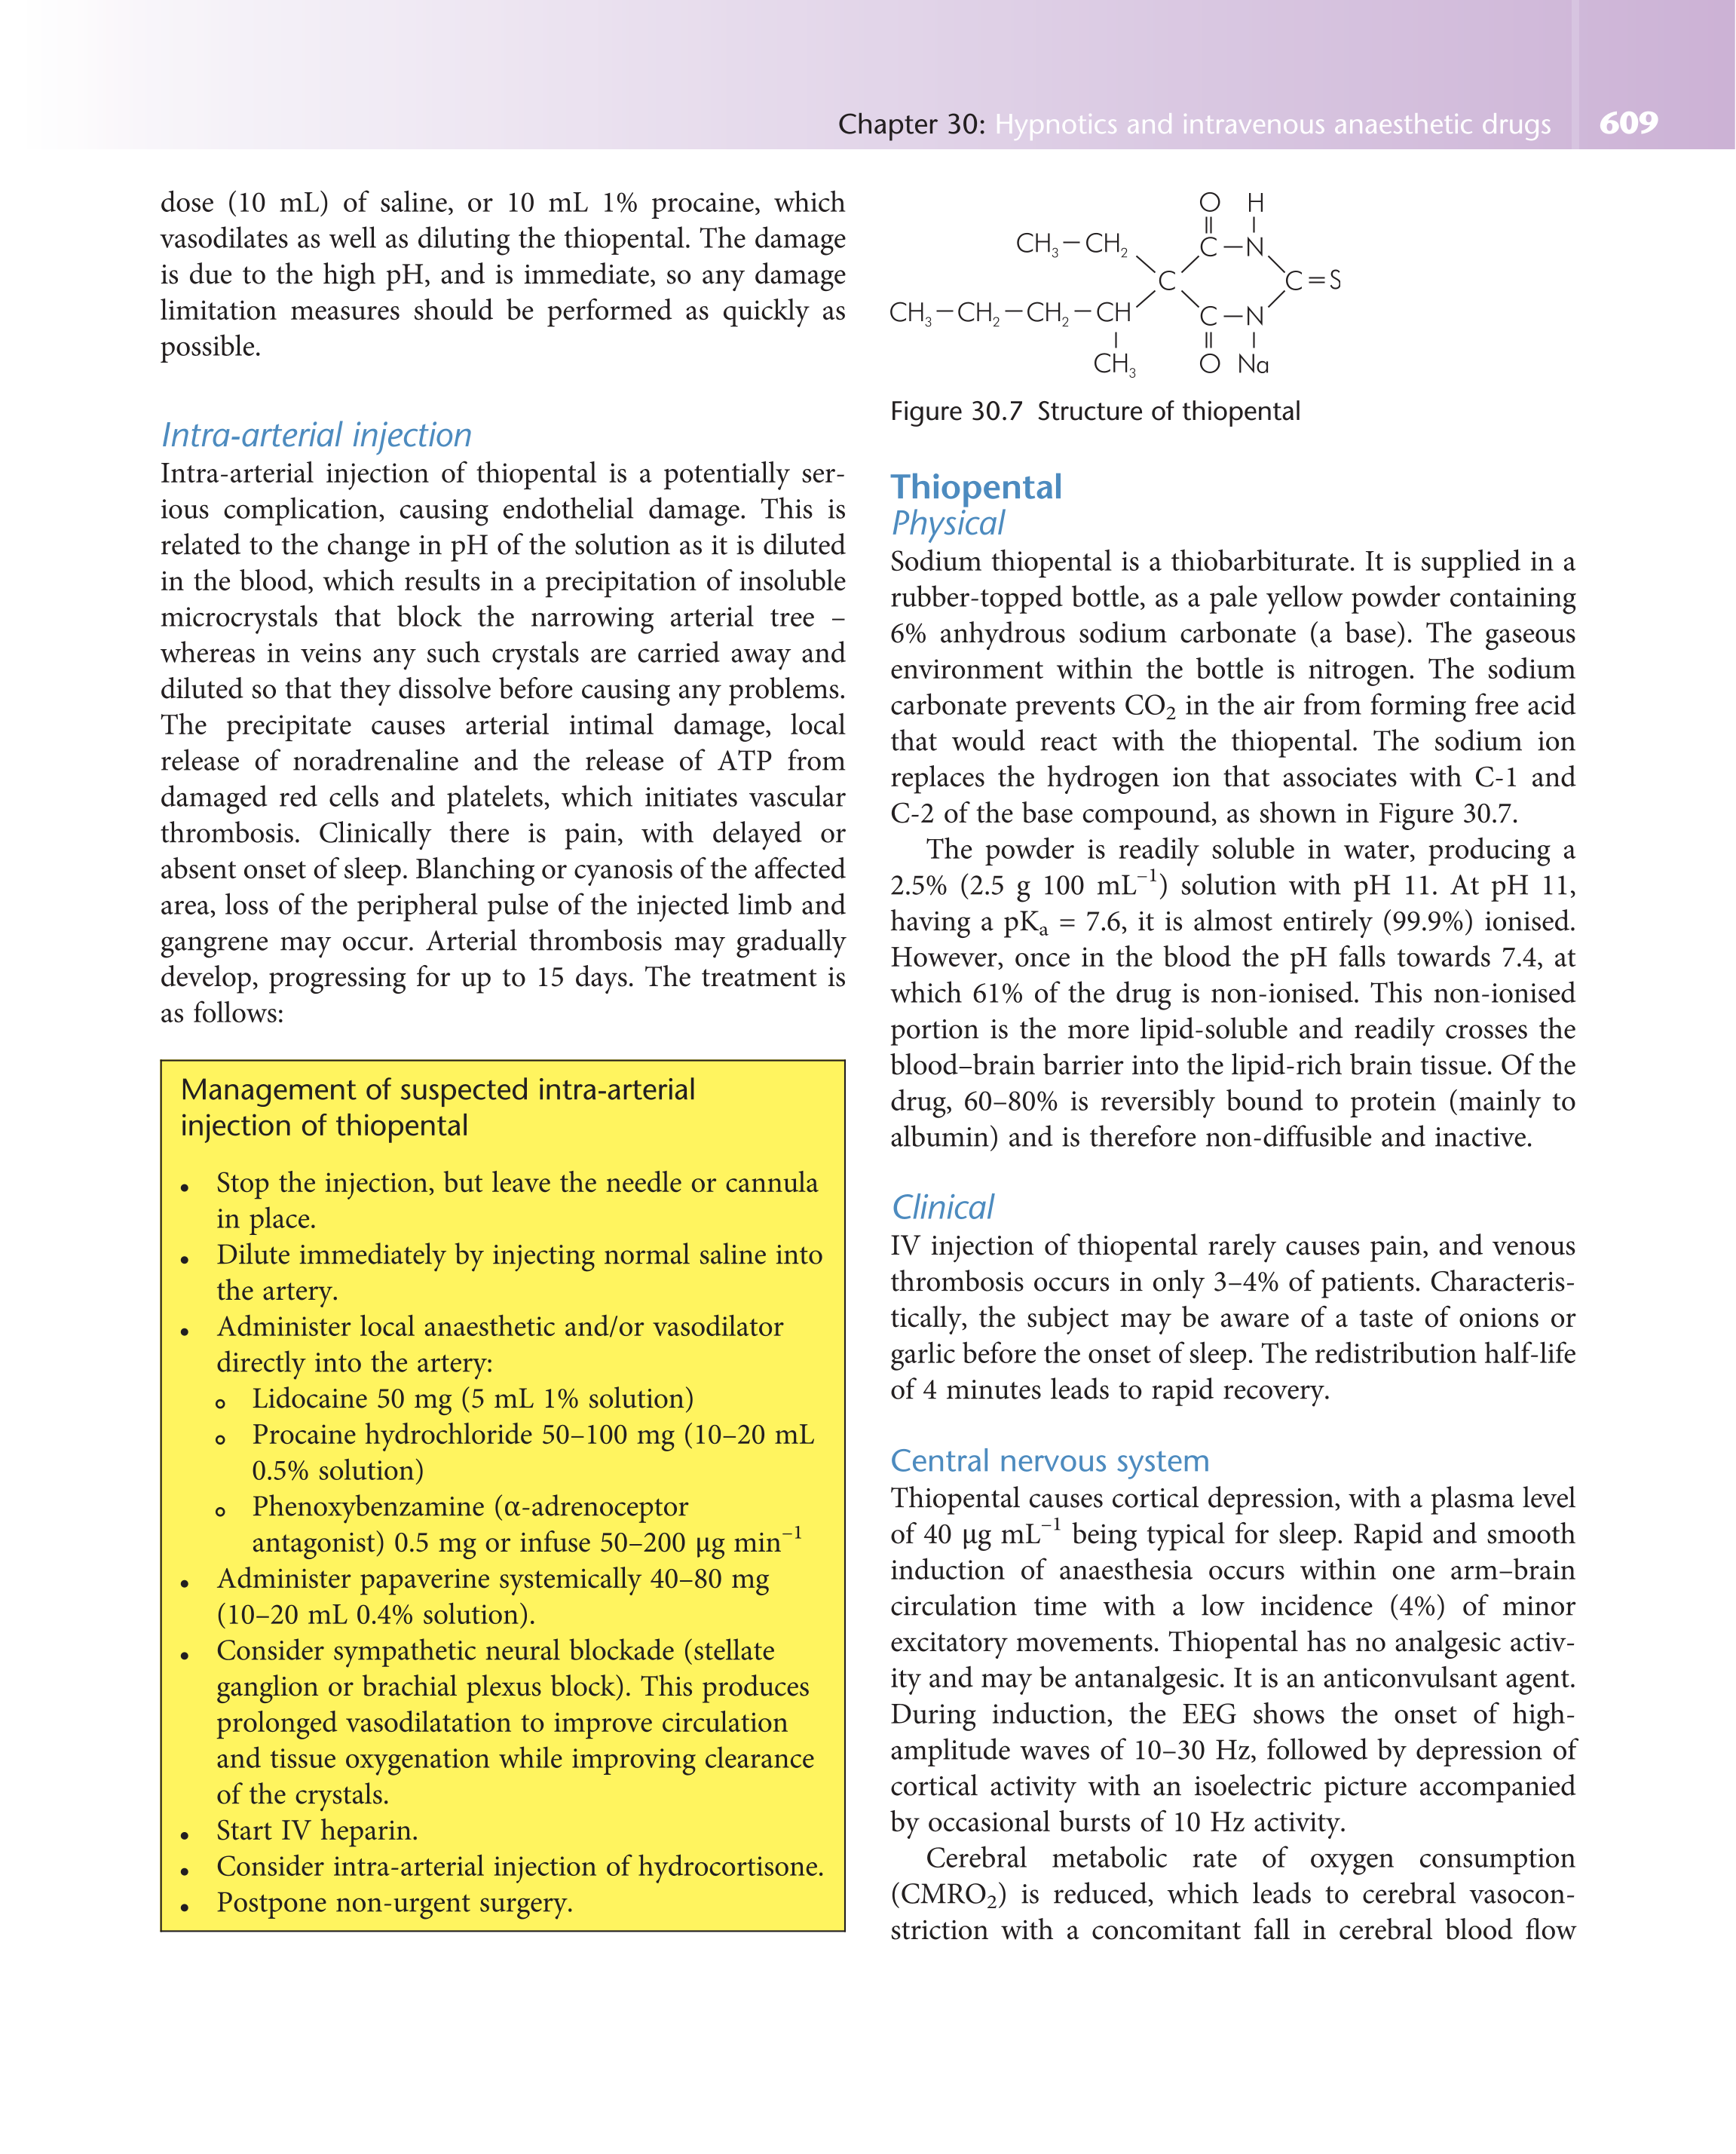 Chapter 30: Hypnotics and intravenous anaesthetic drugs 609
dose (10 mL) of saline, or 10 mL 1% procaine, which
vasodilates as well as diluting the thiopental. The damage
is due to the high pH, and is immediate, so any damage
limitation measures should be performed as quickly as
possible.
Intra-arterial injection
Intra-arterial injection of thiopental is a potentially ser-
ious complication, causing endothelial damage. This is
related to the change in pH of the solution as it is diluted
in the blood, which results in a precipitation of insoluble
microcrystals that block the narrowing arterial tree –
whereas in veins any such crystals are carried away and
diluted so that they dissolve before causing any problems.
The precipitate causes arterial intimal damage, local
release of noradrenaline and the release of ATP from
damaged red cells and platelets, which initiates vascular
thrombosis. Clinically there is pain, with delayed or
absent onset of sleep. Blanching or cyanosis of the affected
area, loss of the peripheral pulse of the injected limb and
gangrene may occur. Arterial thrombosis may gradually
develop, progressing for up to 15 days. The treatment is
as follows:
Management of suspected intra-arterial
injection of thiopental
• Stop the injection, but leave the needle or cannula
in place.
• Dilute immediately by injecting normal saline into
the artery.
• Administer local anaesthetic and/or vasodilator
directly into the artery:
○ Lidocaine 50 mg (5 mL 1% solution)
○ Procaine hydrochloride 50–100 mg (10–20 mL
0.5% solution)
○ Phenoxybenzamine (α-adrenoceptor
antagonist) 0.5 mg or infuse 50–200 μg min⁻¹
• Administer papaverine systemically 40–80 mg
(10–20 mL 0.4% solution).
• Consider sympathetic neural blockade (stellate
ganglion or brachial plexus block). This produces
prolonged vasodilatation to improve circulation
and tissue oxygenation while improving clearance
of the crystals.
• Start IV heparin.
• Consider intra-arterial injection of hydrocortisone.
• Postpone non-urgent surgery.
O H
CH₃–CH₂ C–N
C C=S
CH₃–CH₂–CH₂–CH C–N
CH₃ O Na
Figure 30.7 Structure of thiopental
Thiopental
Physical
Sodium thiopental is a thiobarbiturate. It is supplied in a
rubber-topped bottle, as a pale yellow powder containing
6% anhydrous sodium carbonate (a base). The gaseous
environment within the bottle is nitrogen. The sodium
carbonate prevents CO₂ in the air from forming free acid
that would react with the thiopental. The sodium ion
replaces the hydrogen ion that associates with C-1 and
C-2 of the base compound, as shown in Figure 30.7.
The powder is readily soluble in water, producing a
2.5% (2.5 g 100 mL⁻¹) solution with pH 11. At pH 11,
having a pKₐ = 7.6, it is almost entirely (99.9%) ionised.
However, once in the blood the pH falls towards 7.4, at
which 61% of the drug is non-ionised. This non-ionised
portion is the more lipid-soluble and readily crosses the
blood–brain barrier into the lipid-rich brain tissue. Of the
drug, 60–80% is reversibly bound to protein (mainly to
albumin) and is therefore non-diffusible and inactive.
Clinical
IV injection of thiopental rarely causes pain, and venous
thrombosis occurs in only 3–4% of patients. Characteris-
tically, the subject may be aware of a taste of onions or
garlic before the onset of sleep. The redistribution half-life
of 4 minutes leads to rapid recovery.
Central nervous system
Thiopental causes cortical depression, with a plasma level
of 40 μg mL⁻¹ being typical for sleep. Rapid and smooth
induction of anaesthesia occurs within one arm–brain
circulation time with a low incidence (4%) of minor
excitatory movements. Thiopental has no analgesic activ-
ity and may be antanalgesic. It is an anticonvulsant agent.
During induction, the EEG shows the onset of high-
amplitude waves of 10–30 Hz, followed by depression of
cortical activity with an isoelectric picture accompanied
by occasional bursts of 10 Hz activity.
Cerebral metabolic rate of oxygen consumption
(CMRO₂) is reduced, which leads to cerebral vasocon-
striction with a concomitant fall in cerebral blood flow